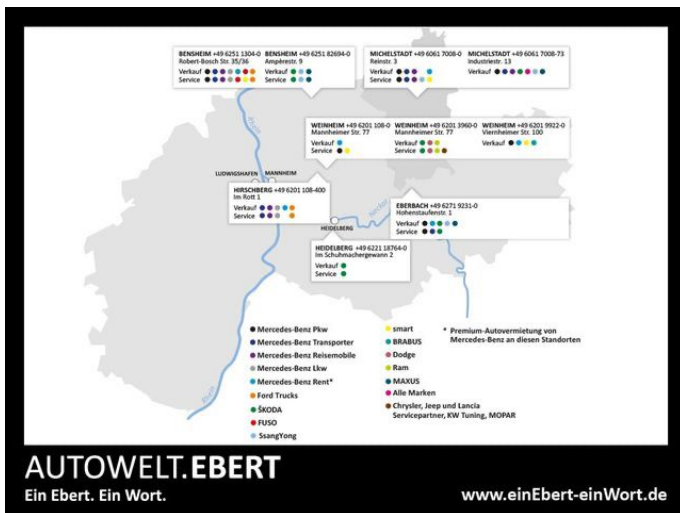 BENSHEIM +49 6251 1304-0
Robert-Bosch Str. 35/36
Verkauf
Service
BENSHEIM +49 6251 82694-0
Ampèrestr. 9
Verkauf
Service
MICHELSTADT +49 6061 7008-0
Relnstr. 3
Verkauf
Service
MICHELSTADT +49 6061 7008-73
Industriestr. 13
Verkauf
WEINHEIM +49 6201 108-0
Mannheimer Str. 77
Verkauf
Service
WEINHEIM +49 6201 3960-0
Mannheimer Str. 77
Verkauf
Service
WEINHEIM +49 6201 9922-0
Viernheimer Str. 100
Verkauf
Rhein
LUDWIGSHAFEN
MANNHEIM
HIRSCHBERG +49 6201 108-400
Im Rott 1
Verkauf
Service
Neckar
EBERBACH +49 6271 9231-0
Hohenstaufenstr. 1
Verkauf
Service
HEIDELBERG
HEIDELBERG +49 6221 18764-0
Im Schuhmachergewann 2
Verkauf
Service
Rhein
Mercedes-Benz Pkw
Mercedes-Benz Transporter
Mercedes-Benz Reisemobile
Mercedes-Benz Lkw
Mercedes-Benz Rent*
Ford Trucks
ŠKODA
FUSO
SsangYong
smart
BRABUS
Dodge
Ram
MAXUS
Alle Marken
Chrysler, Jeep und Lancia
Servicepartner, KW Tuning, MOPAR
* Premium-Autovermietung von
Mercedes-Benz an diesen Standorten
AUTOWELT.EBERT
Ein Ebert. Ein Wort.
www.einEbert-einWort.de